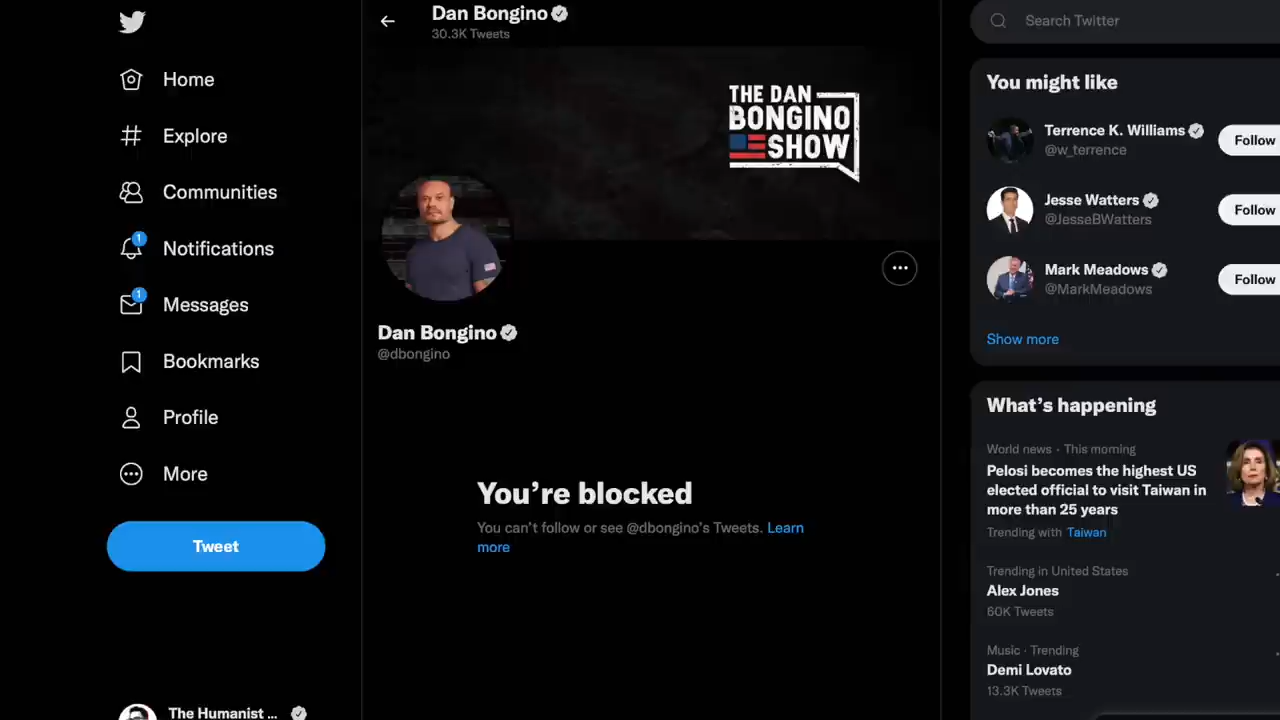 Home
Explore
Communities
1
Notifications
1
Messages
Bookmarks
Profile
More
Tweet
The Humanist ...
Dan Bongino
30.3K Tweets
THE DAN
BONGINO
SHOW
Dan Bongino
@dbongino
You're blocked
You can't follow or see @dbongino's Tweets. Learn
more
Search Twitter
You might like
Terrence K. Williams
@w_terrence
Follow
Jesse Watters
@JesseBWatters
Follow
Mark Meadows
@MarkMeadows
Follow
Show more
What's happening
World news · This morning
Pelosi becomes the highest US
elected official to visit Taiwan in
more than 25 years
Trending with Taiwan
Trending in United States
Alex Jones
60K Tweets
Music · Trending
Demi Lovato
13.3K Tweets